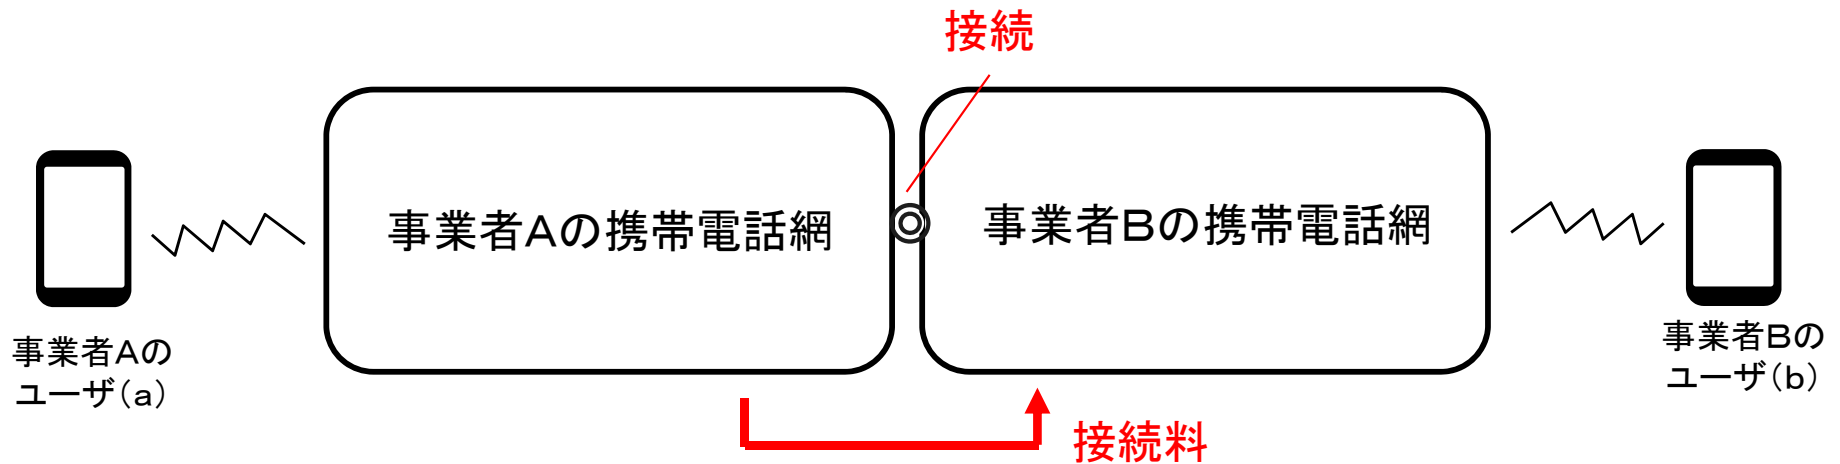 接続
事業者Aの携帯電話網
事業者Bの携帯電話網
事業者Aの
ユーザ(a)
事業者Bの
ユーザ(b)
接続料